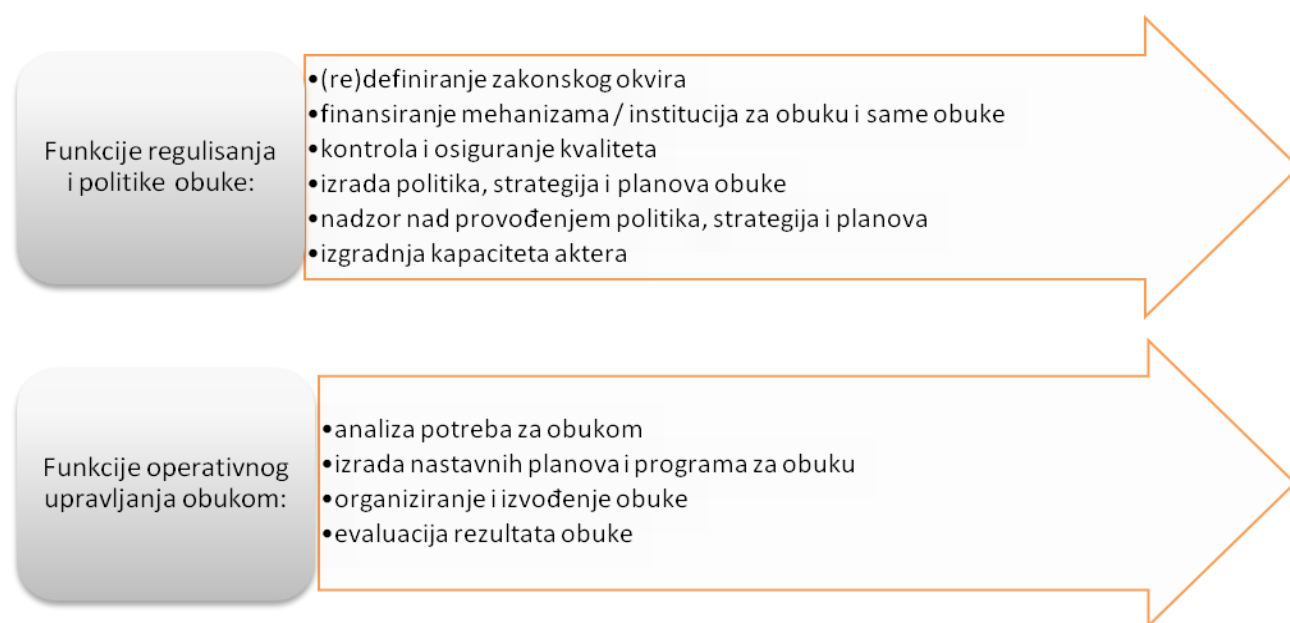 Funkcije regulisanja
i politike obuke:
•(re)definiranje zakonskog okvira
•finansiranje mehanizama / institucija za obuku i same obuke
•kontrola i osiguranje kvaliteta
•izrada politika, strategija i planova obuke
•nadzor nad provođenjem politika, strategija i planova
•izgradnja kapaciteta aktera
Funkcije operativnog
upravljanja obukom:
•analiza potreba za obukom
•izrada nastavnih planova i programa za obuku
•organiziranje i izvođenje obuke
•evaluacija rezultata obuke